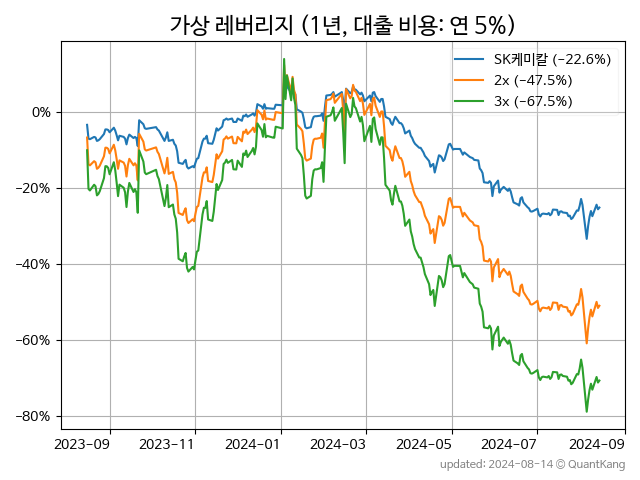 가상 레버리지 (1년, 대출 비용: 연 5%)
SK케미칼 (−22.6%)
2x (−47.5%)
3x (−67.5%)
0%
−20%
−40%
−60%
−80%
2023-09 2023-11 2024-01 2024-03 2024-05 2024-07 2024-09
updated: 2024-08-14 © QuantKang